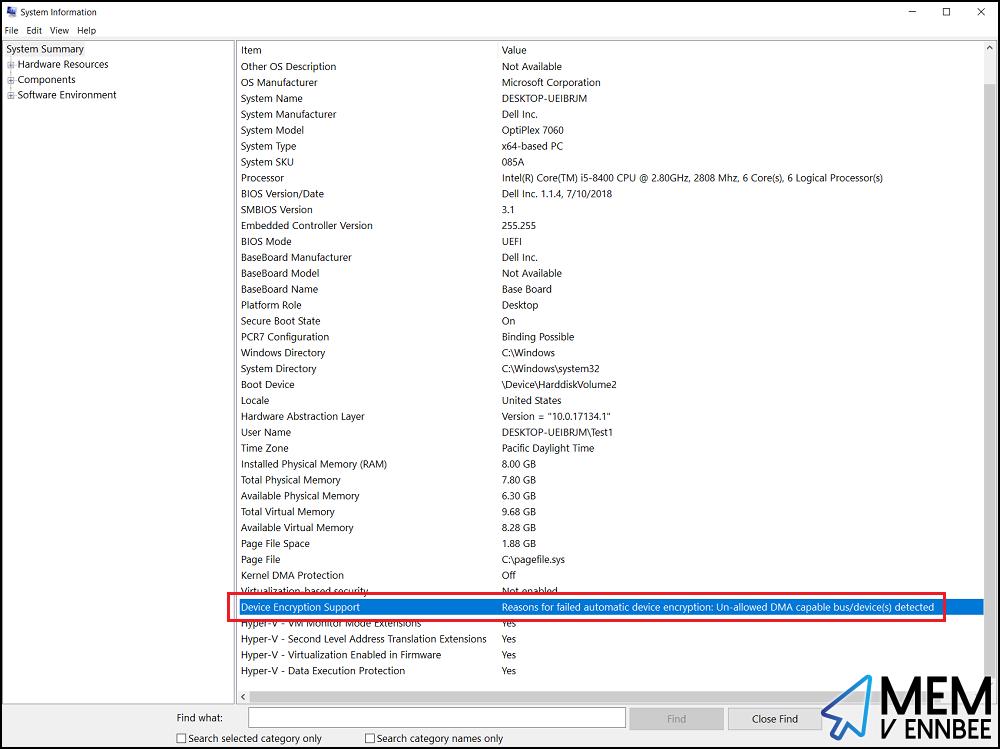 System Information
File Edit View Help
System Summary
Hardware Resources
Components
Software Environment
Item Value
Other OS Description Not Available
OS Manufacturer Microsoft Corporation
System Name DESKTOP-UEIBRJM
System Manufacturer Dell Inc.
System Model OptiPlex 7060
System Type x64-based PC
System SKU 085A
Processor Intel(R) Core(TM) i5-8400 CPU @ 2.80GHz, 2808 Mhz, 6 Core(s), 6 Logical Processor(s)
BIOS Version/Date Dell Inc. 1.1.4, 7/10/2018
SMBIOS Version 3.1
Embedded Controller Version 255.255
BIOS Mode UEFI
BaseBoard Manufacturer Dell Inc.
BaseBoard Model Not Available
BaseBoard Name Base Board
Platform Role Desktop
Secure Boot State On
PCR7 Configuration Binding Possible
Windows Directory C:\Windows
System Directory C:\Windows\system32
Boot Device \Device\HarddiskVolume2
Locale United States
Hardware Abstraction Layer Version = "10.0.17134.1"
User Name DESKTOP-UEIBRJM\Test1
Time Zone Pacific Daylight Time
Installed Physical Memory (RAM) 8.00 GB
Total Physical Memory 7.80 GB
Available Physical Memory 6.30 GB
Total Virtual Memory 9.68 GB
Available Virtual Memory 8.28 GB
Page File Space 1.88 GB
Page File C:\pagefile.sys
Kernel DMA Protection Off
Virtualization-based security Not enabled
Device Encryption Support Reasons for failed automatic device encryption: Un-allowed DMA capable bus/device(s) detected
Hyper-V - VM Monitor Mode Extensions Yes
Hyper-V - Second Level Address Translation Extensions Yes
Hyper-V - Virtualization Enabled in Firmware Yes
Hyper-V - Data Execution Protection Yes
Find what: Find Close Find
Search selected category only Search category names only
MEM
V ENNBEE